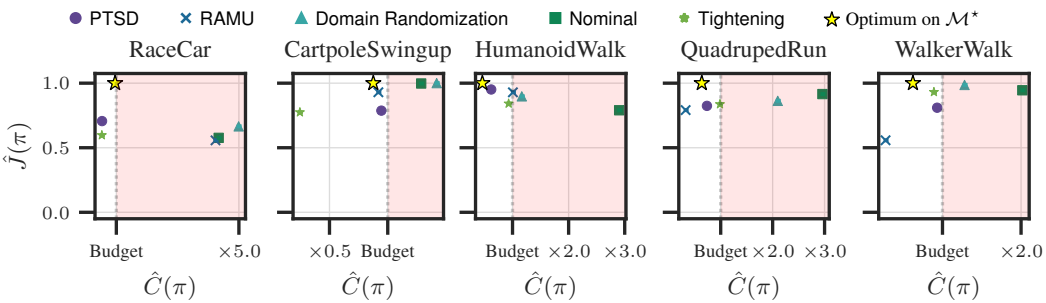 PTSD RAMU Domain Randomization Nominal Tightening Optimum on ℳ⋆
RaceCar CartpoleSwingup HumanoidWalk QuadrupedRun WalkerWalk
1.0
0.5
0.0
Ĵ(π)
Budget ×5.0 ×0.5 Budget Budget ×2.0 ×3.0 Budget ×2.0 ×3.0 Budget ×2.0
Ĉ(π) Ĉ(π) Ĉ(π) Ĉ(π) Ĉ(π)